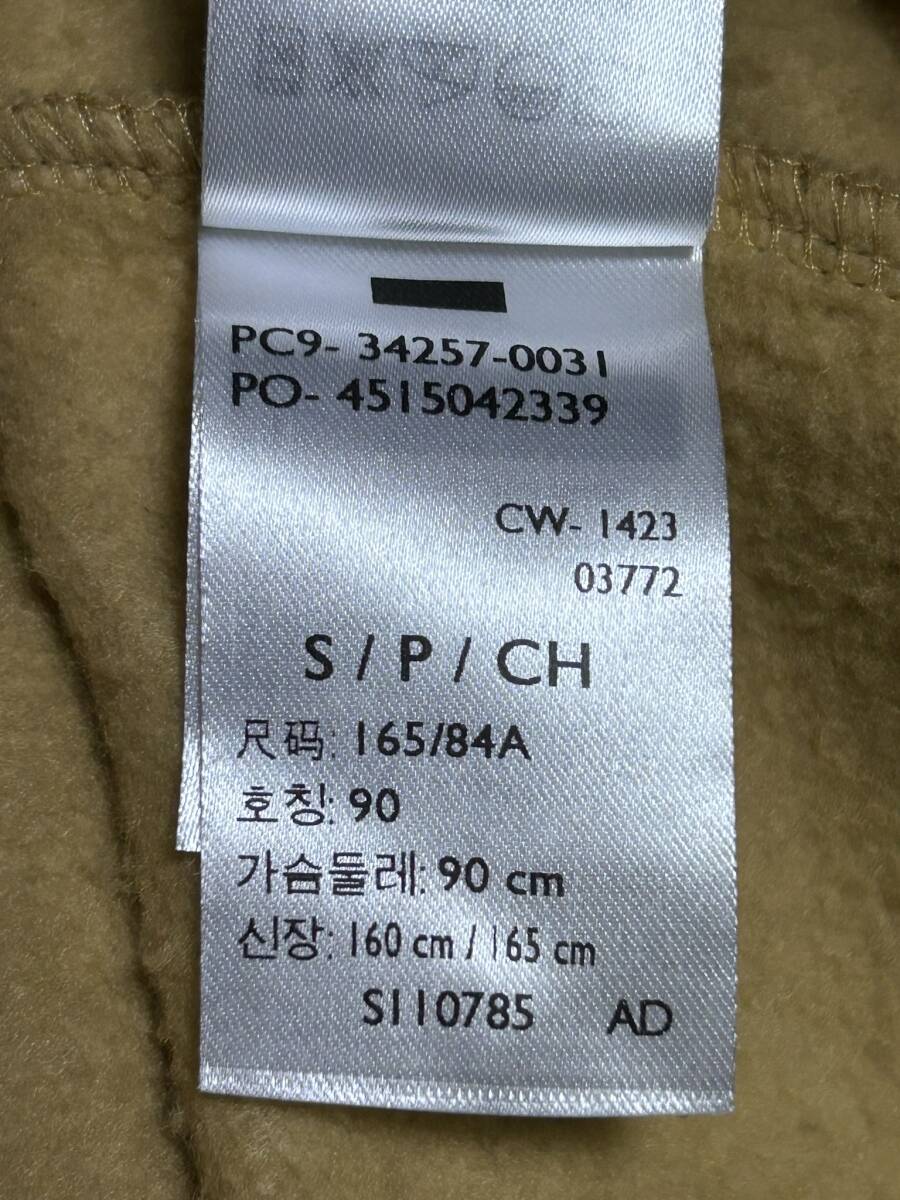 PC9- 34257-0031
PO- 4515042339
CW- 1423
03772
S / P / CH
尺码: 165/84A
호칭: 90
가슴둘레: 90 cm
신장: 160 cm / 165 cm
S110785 AD